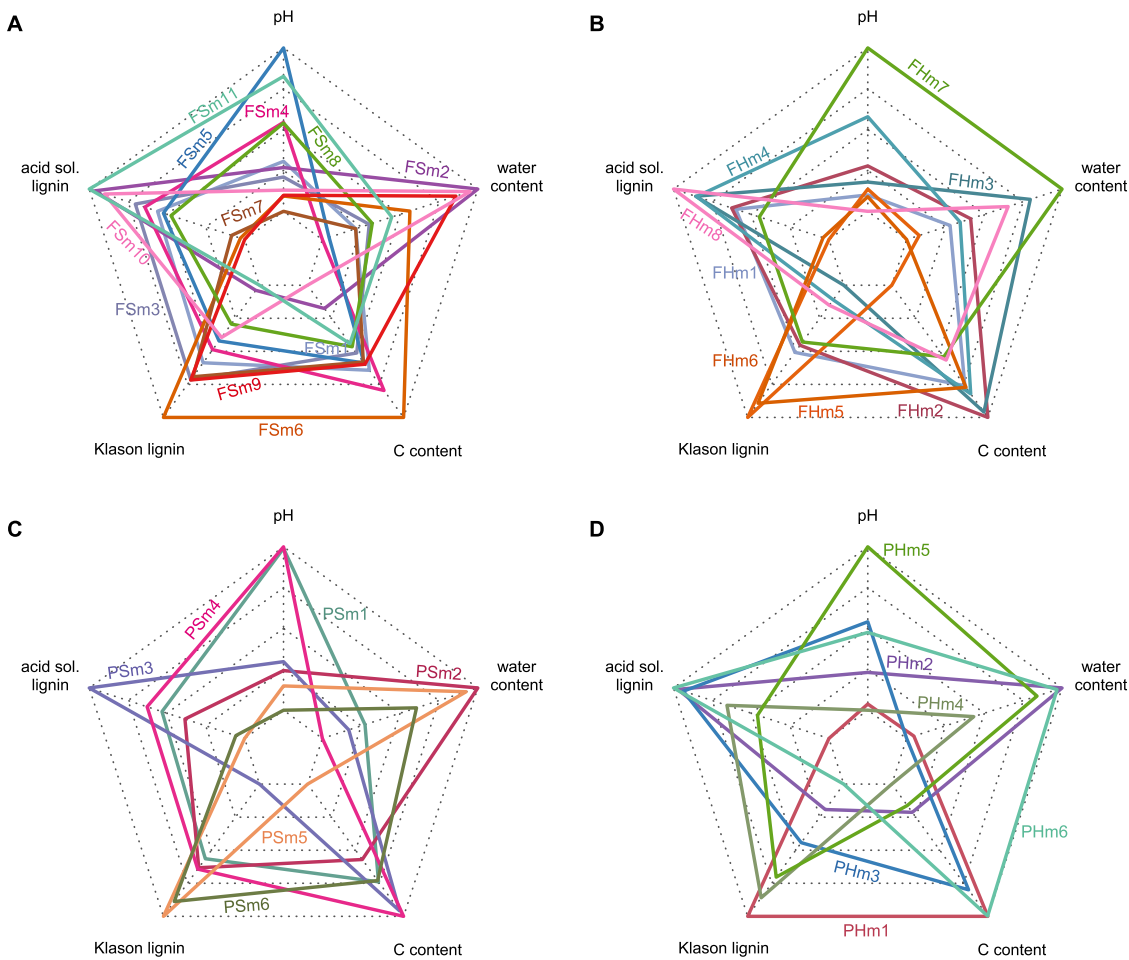 A
pH
FSm11
FSm4
FSm5
FSm8
acid sol.
lignin
FSm2
water
content
FSm7
FSm10
FSm3
FSm1
FSm9
FSm6
Klason lignin
C content
B
pH
FHm7
FHm4
acid sol.
lignin
FHm3
water
content
FHm8
FHm1
FHm6
FHm5
FHm2
Klason lignin
C content
C
pH
PSm4
PSm1
PSm3
acid sol.
lignin
PSm2
water
content
PSm5
PSm6
Klason lignin
C content
D
pH
PHm5
acid sol.
lignin
PHm2
water
content
PHm4
PHm6
PHm3
PHm1
Klason lignin
C content